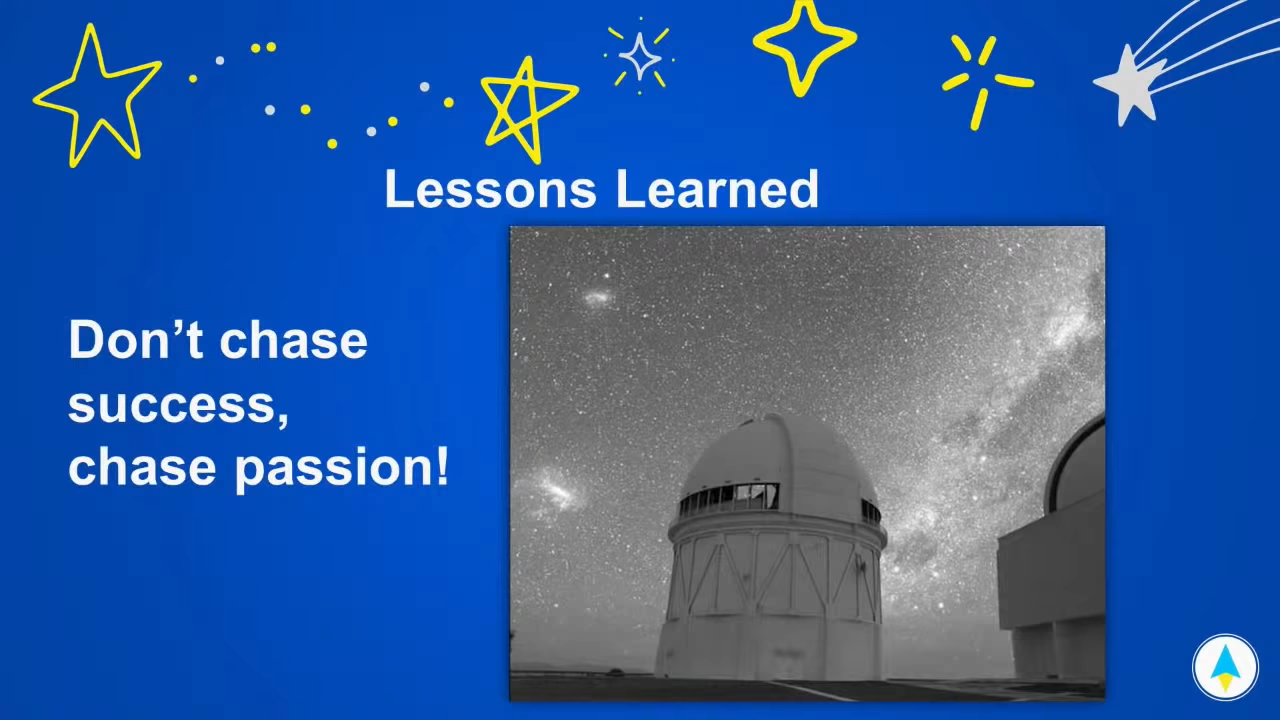 Lessons Learned
Don’t chase
success,
chase passion!